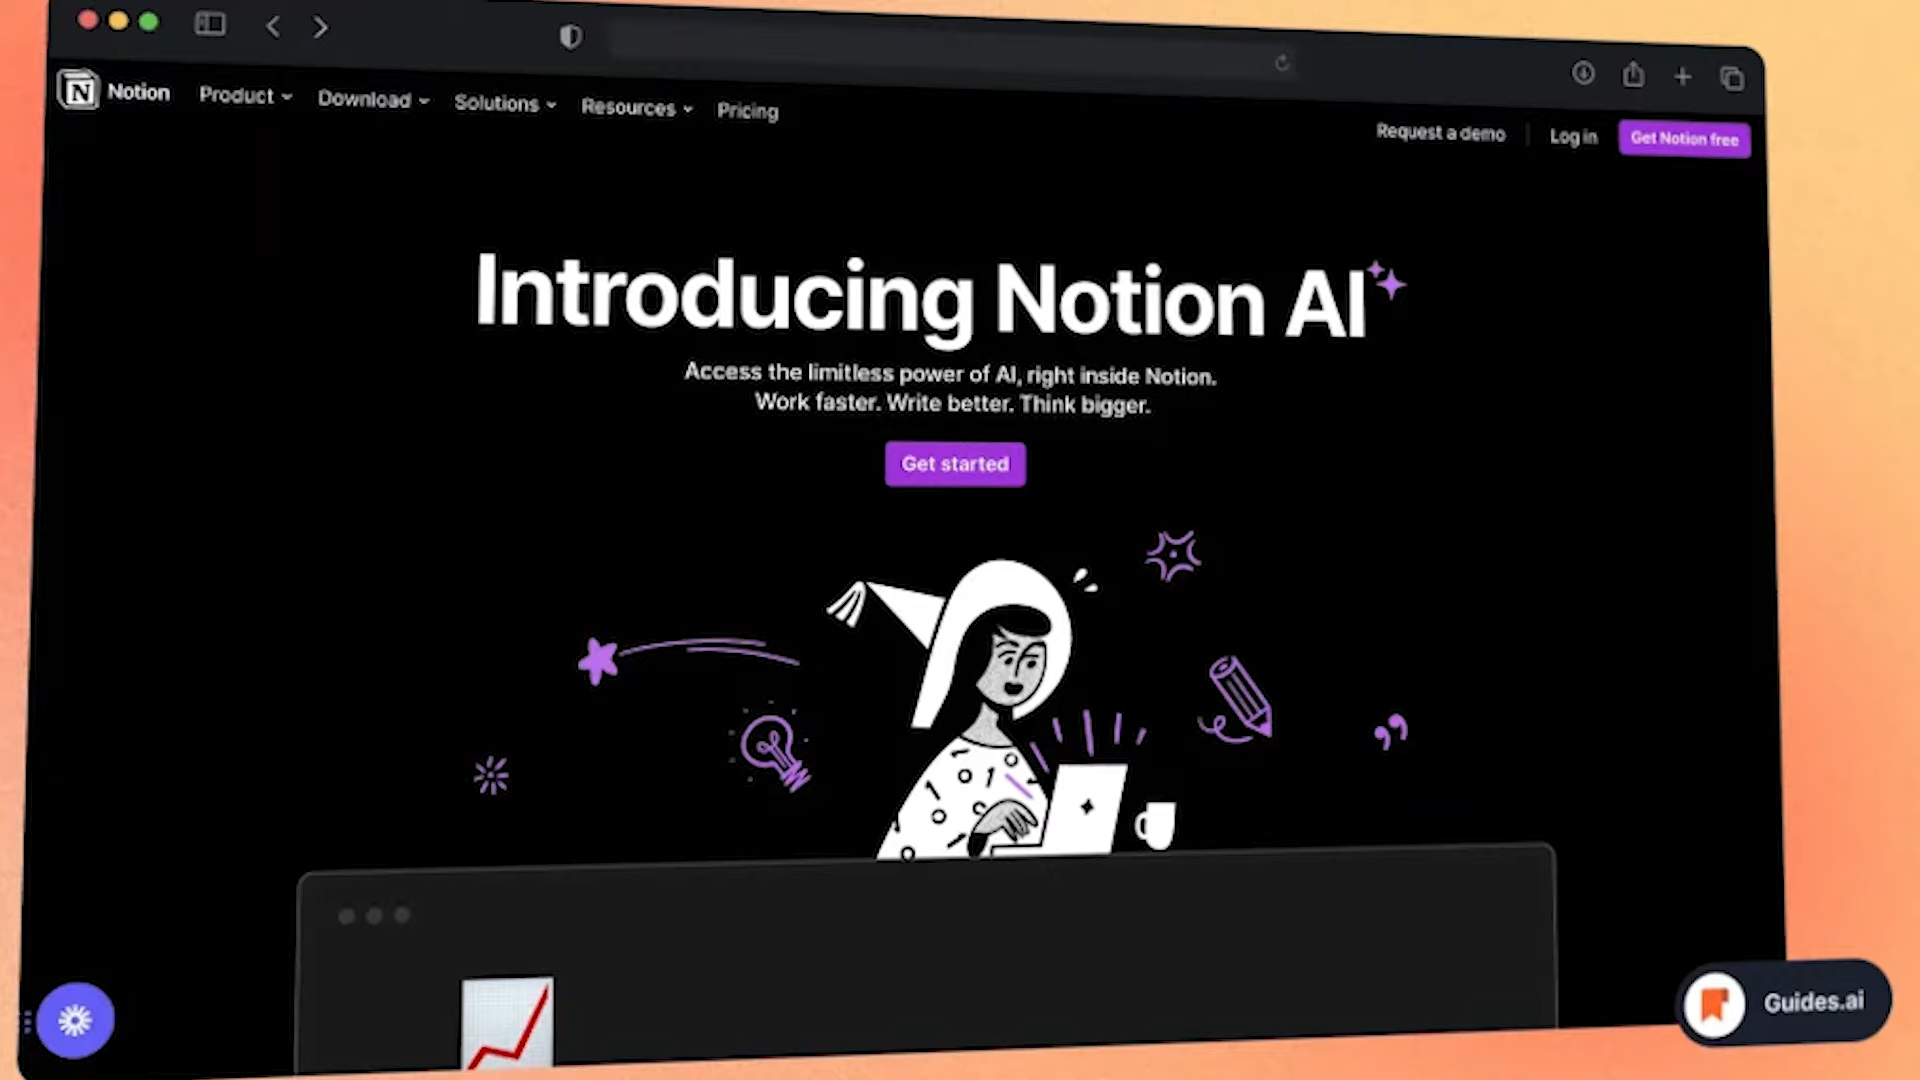 Notion Product Download Solutions Resources Pricing
Request a demo Log in Get Notion free
Introducing Notion AI
Access the limitless power of AI, right inside Notion.
Work faster. Write better. Think bigger.
Get started
Guides.ai